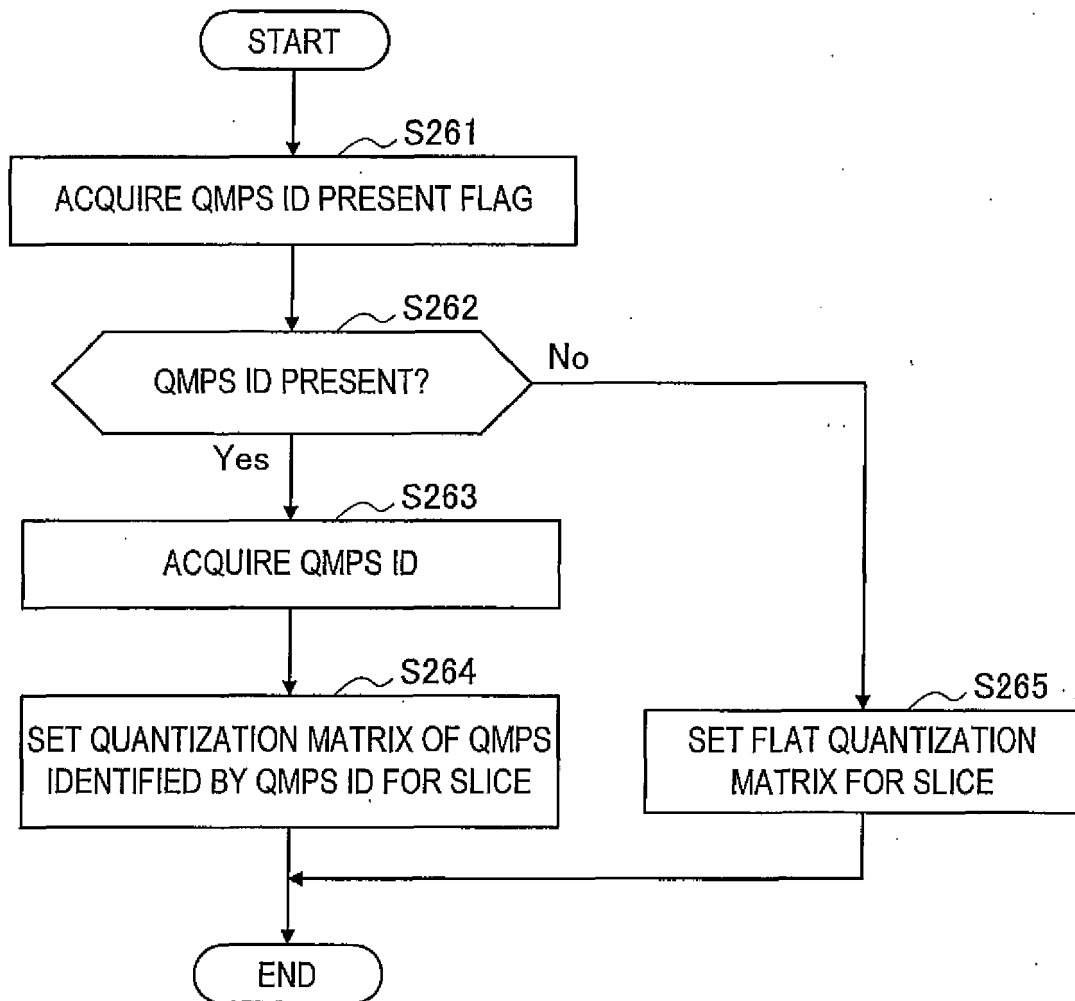 START
S261
ACQUIRE QMPS ID PRESENT FLAG
S262
QMPS ID PRESENT?
No
Yes
S263
ACQUIRE QMPS ID
S264
SET QUANTIZATION MATRIX OF QMPS
IDENTIFIED BY QMPS ID FOR SLICE
S265
SET FLAT QUANTIZATION
MATRIX FOR SLICE
END